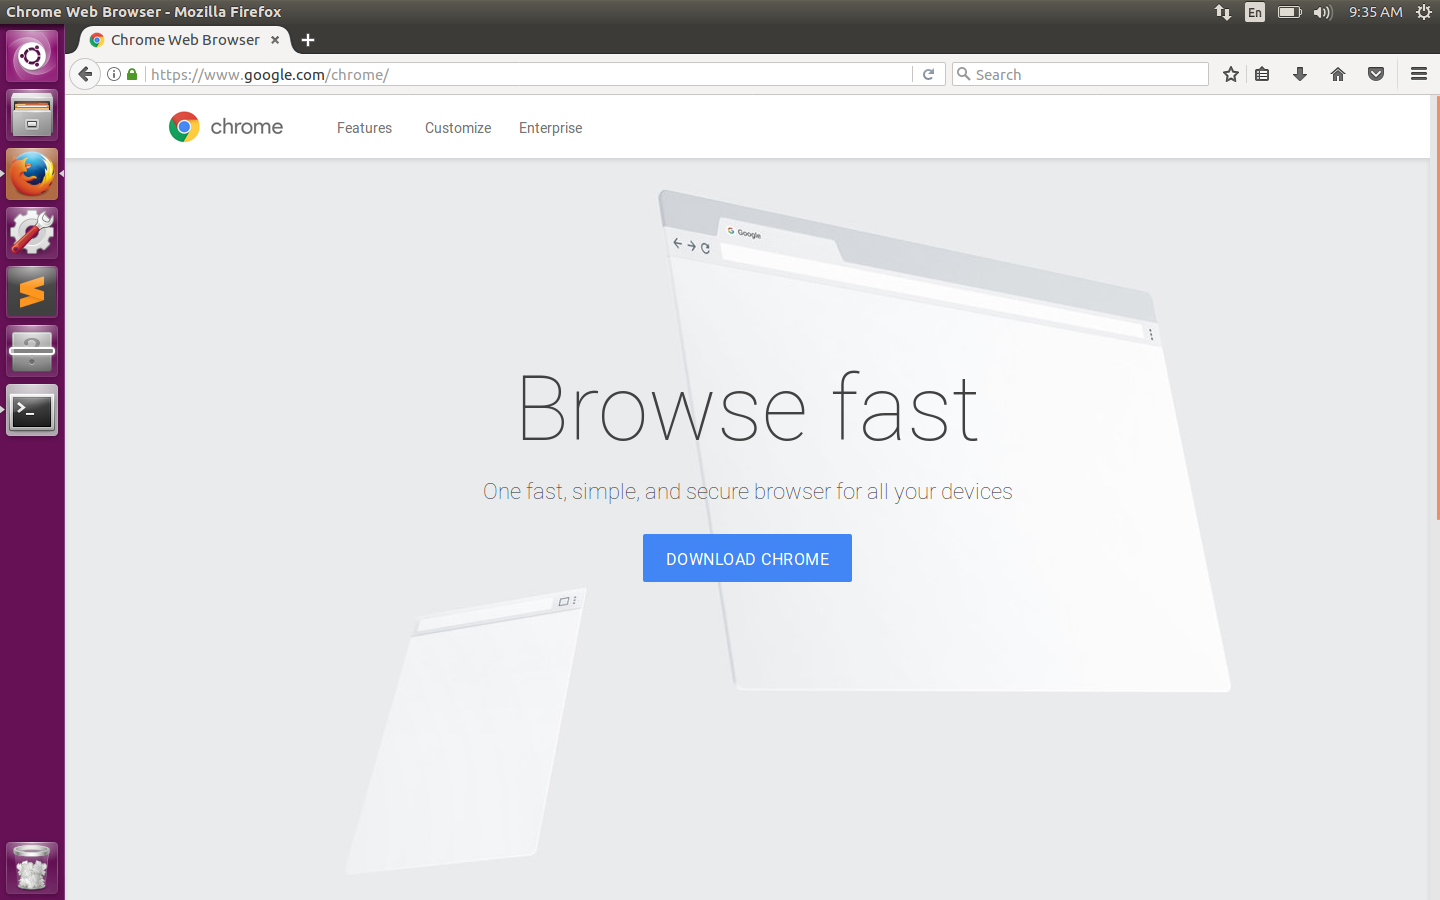 Chrome Web Browser - Mozilla Firefox
En
9:35 AM
Chrome Web Browser
https://www.google.com/chrome/
Search
chrome
Features
Customize
Enterprise
Google
Browse fast
One fast, simple, and secure browser for all your devices
DOWNLOAD CHROME